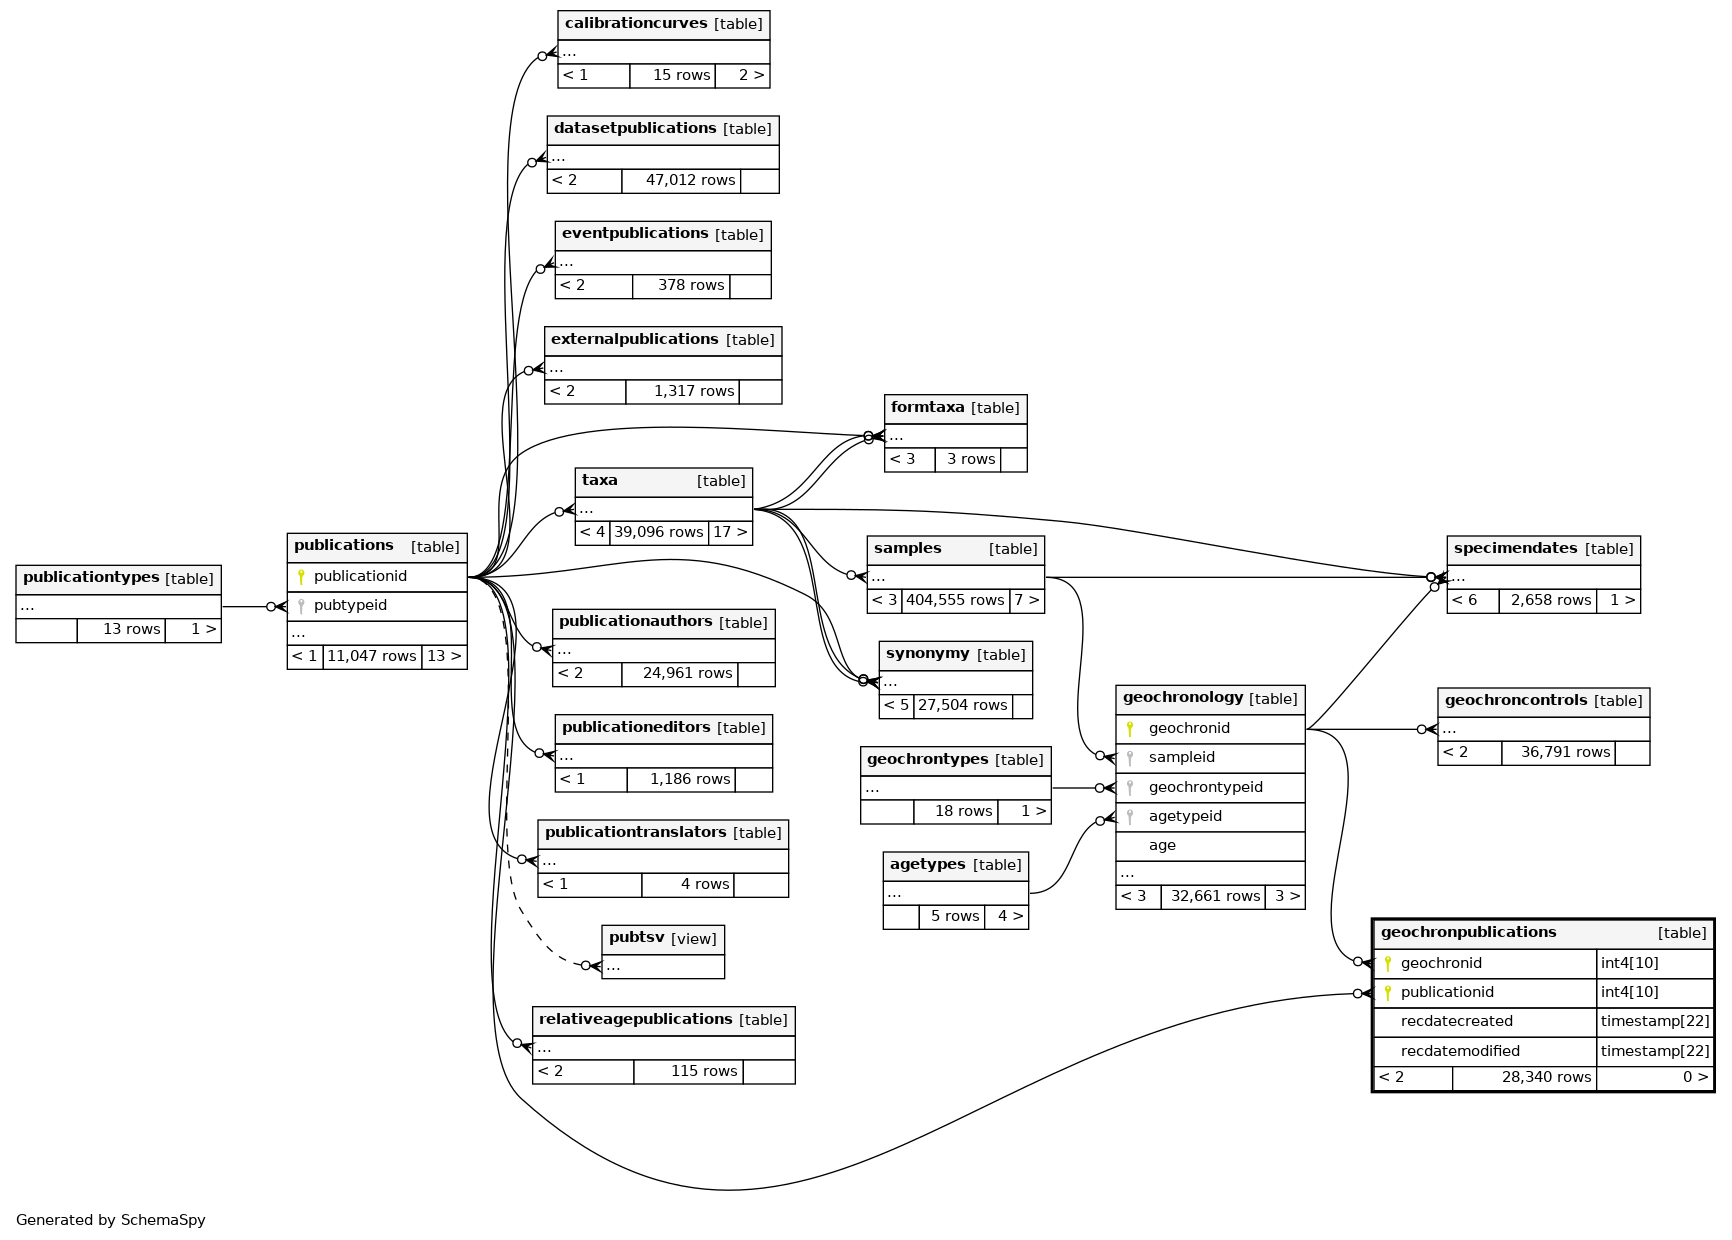 calibrationcurves [table]
...
< 1 15 rows 2 >
datasetpublications [table]
...
< 2 47,012 rows
eventpublications [table]
...
< 2 378 rows
externalpublications [table]
...
< 2 1,317 rows
formtaxa [table]
...
< 3 3 rows
taxa [table]
...
< 4 39,096 rows 17 >
publications [table]
publicationid
pubtypeid
...
< 1 11,047 rows 13 >
publicationtypes [table]
...
13 rows 1 >
samples [table]
...
< 3 404,555 rows 7 >
specimendates [table]
...
< 6 2,658 rows 1 >
publicationauthors [table]
...
< 2 24,961 rows
synonymy [table]
...
< 5 27,504 rows
geochronology [table]
geochronid
sampleid
geochrontypeid
agetypeid
age
...
< 3 32,661 rows 3 >
geochroncontrols [table]
...
< 2 36,791 rows
publicationeditors [table]
...
< 1 1,186 rows
geochrontypes [table]
...
18 rows 1 >
publicationtranslators [table]
...
< 1 4 rows
agetypes [table]
...
5 rows 4 >
pubtsv [view]
...
geochronpublications [table]
geochronid int4[10]
publicationid int4[10]
recdatecreated timestamp[22]
recdatemodified timestamp[22]
< 2 28,340 rows 0 >
relativeagepublications [table]
...
< 2 115 rows
Generated by SchemaSpy